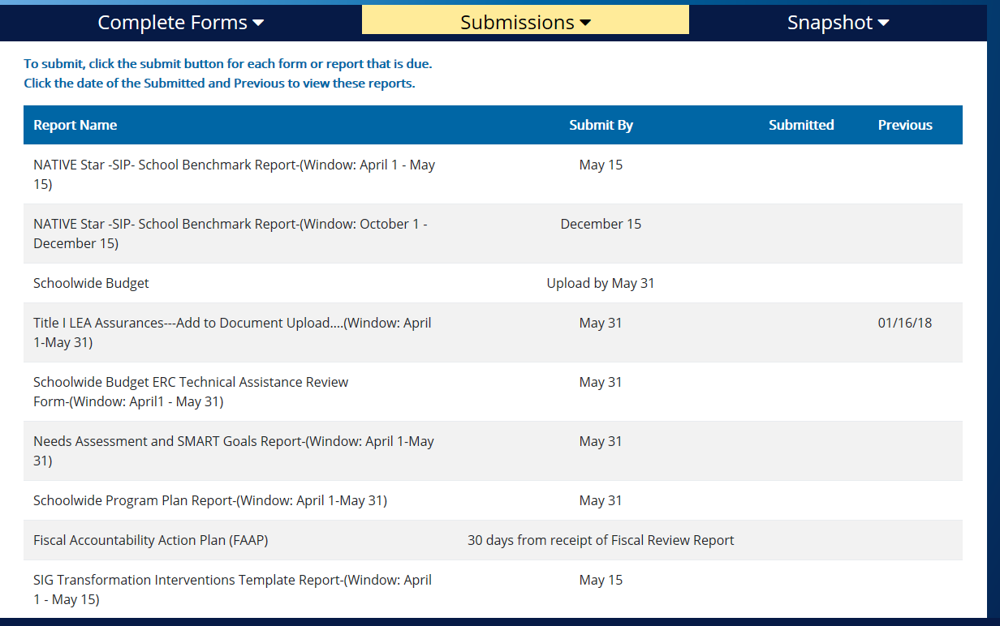 Complete Forms Submissions Snapshot
To submit, click the submit button for each form or report that is due.
Click the date of the Submitted and Previous to view these reports.
Report Name Submit By Submitted Previous
NATIVE Star -SIP- School Benchmark Report-(Window: April 1 - May May 15
15)
NATIVE Star -SIP- School Benchmark Report-(Window: October 1 - December 15
December 15)
Schoolwide Budget Upload by May 31
Title I LEA Assurances---Add to Document Upload....(Window: April May 31 01/16/18
1-May 31)
Schoolwide Budget ERC Technical Assistance Review May 31
Form-(Window: April1 - May 31)
Needs Assessment and SMART Goals Report-(Window: April 1-May May 31
31)
Schoolwide Program Plan Report-(Window: April 1-May 31) May 31
Fiscal Accountability Action Plan (FAAP) 30 days from receipt of Fiscal Review Report
SIG Transformation Interventions Template Report-(Window: April May 15
1 - May 15)